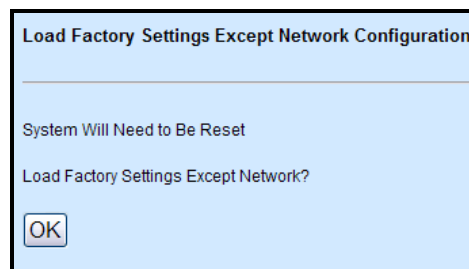 Load Factory Settings Except Network Configuration
System Will Need to Be Reset
Load Factory Settings Except Network?
OK